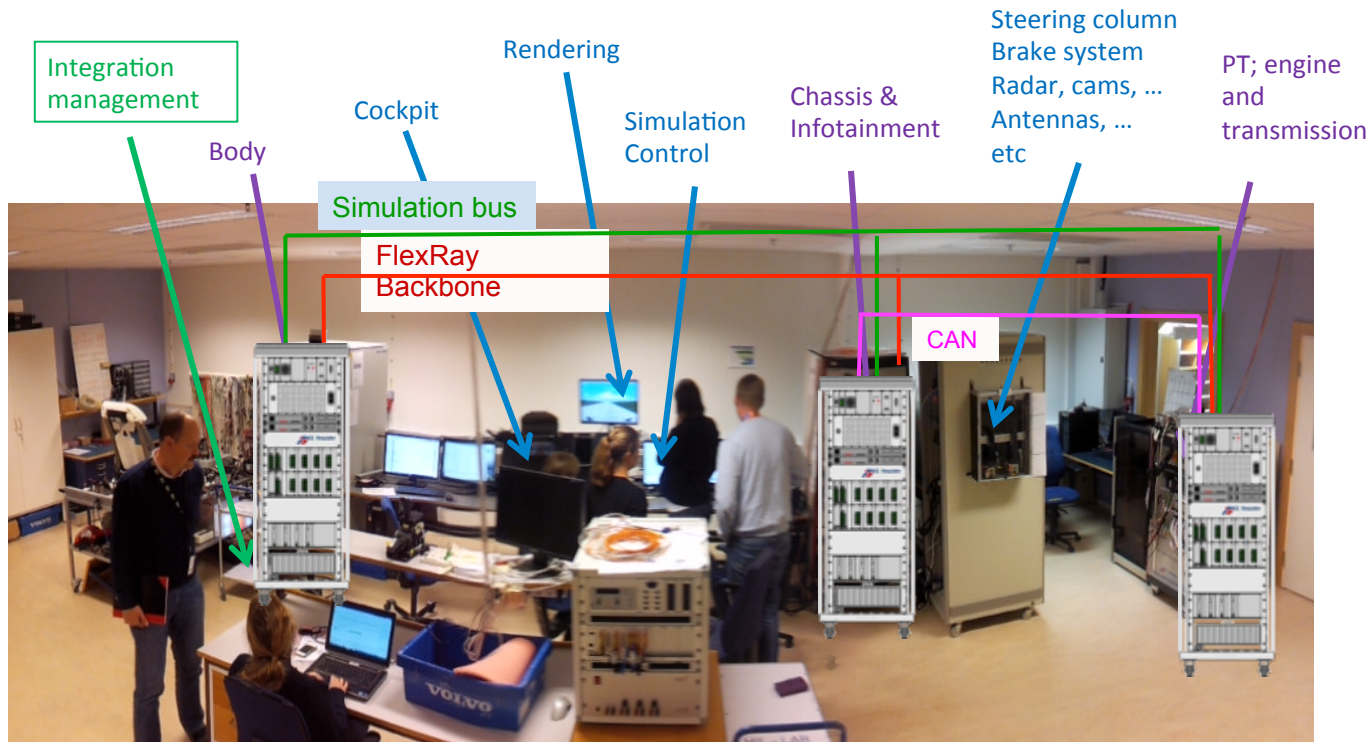 Integration
management
Body
Cockpit
Rendering
Simulation
Control
Chassis &
Infotainment
Steering column
Brake system
Radar, cams, …
Antennas, …
etc
PT; engine
and
transmission
Simulation bus
FlexRay
Backbone
CAN
VOLVO
VOLVO